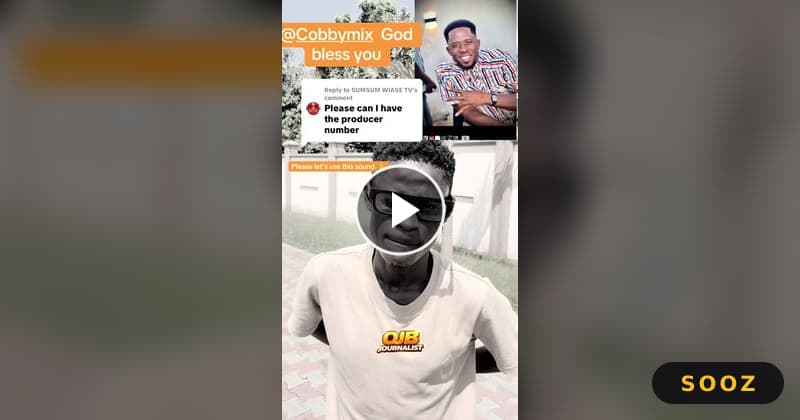 @Cobbymix God
bless you
Reply to SUMSUM WIASE TV's
comment
Please can I have
the producer
number
Please let's use this sound
OJB
JOURNALIST
SOOZ